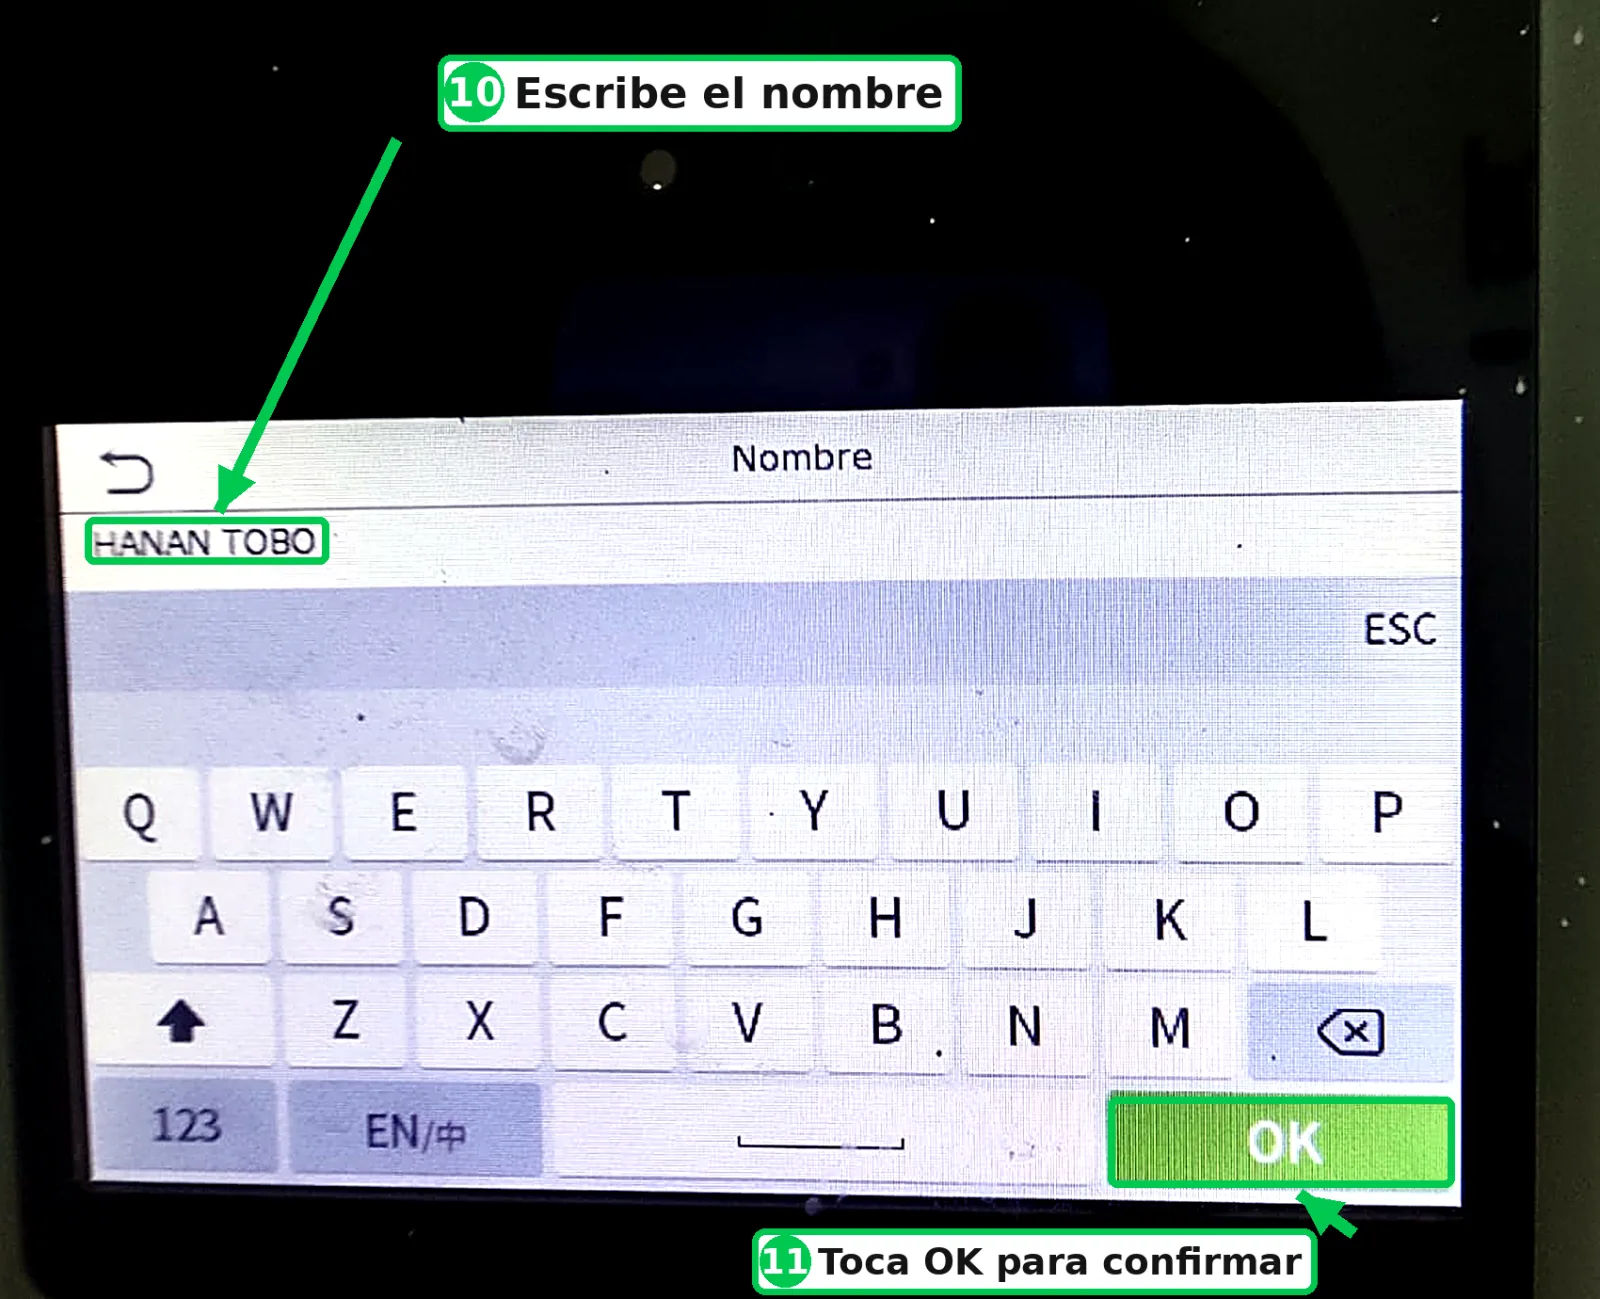 10 Escribe el nombre
Nombre
HANAN TOBO
ESC
Q W E R T Y U I O P
A S D F G H J K L
Z X C V B N M
123 EN/中 OK
11 Toca OK para confirmar